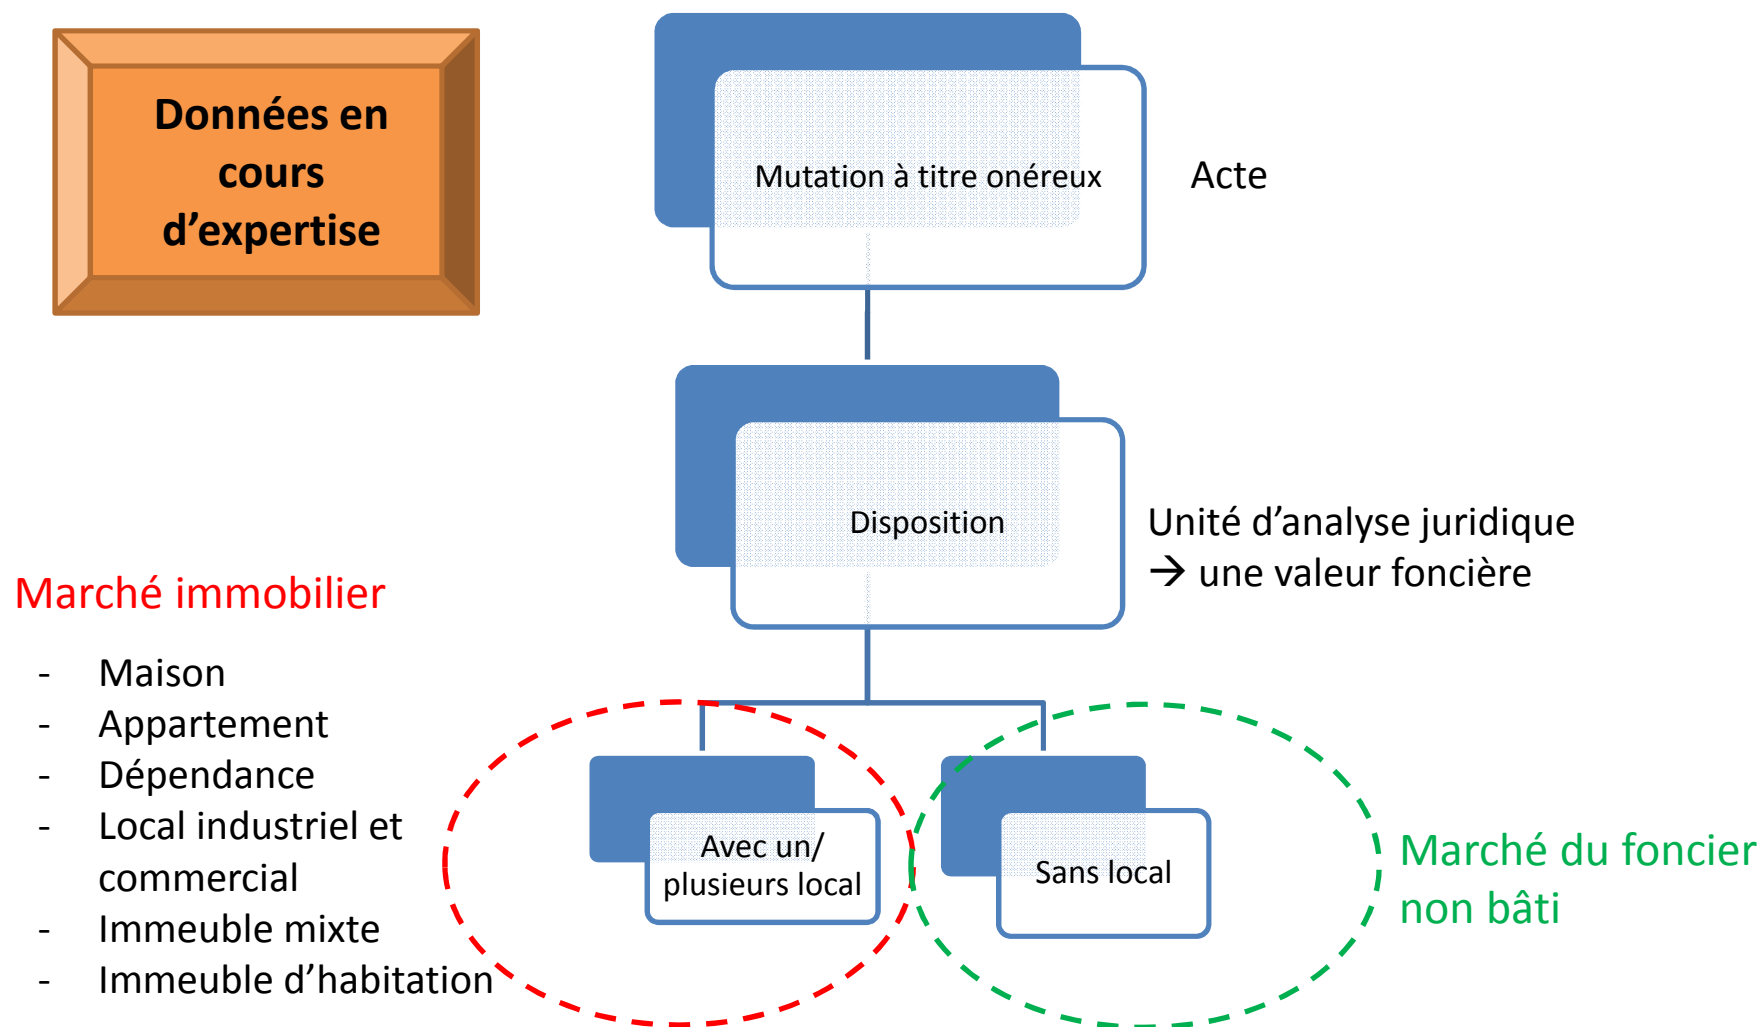 Données en
cours
d’expertise
Mutation à titre onéreux
Acte
Disposition
Unité d’analyse juridique
→ une valeur foncière
Marché immobilier
- Maison
- Appartement
- Dépendance
- Local industriel et
commercial
- Immeuble mixte
- Immeuble d’habitation
Avec un/
plusieurs local
Sans local
Marché du foncier
non bâti